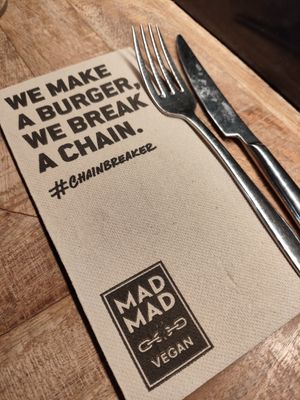 WE MAKE
A BURGER,
WE BREAK
A CHAIN.
#CHAINBREAKER
MAD
MAD
VEGAN